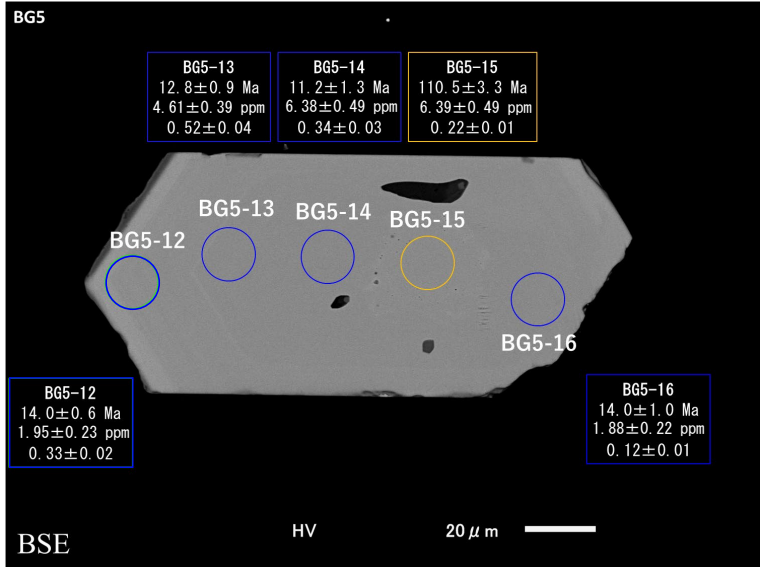 BG5
BG5-13
12.8±0.9 Ma
4.61±0.39 ppm
0.52±0.04
BG5-14
11.2±1.3 Ma
6.38±0.49 ppm
0.34±0.03
BG5-15
110.5±3.3 Ma
6.39±0.49 ppm
0.22±0.01
BG5-13
BG5-14
BG5-15
BG5-12
BG5-16
BG5-12
14.0±0.6 Ma
1.95±0.23 ppm
0.33±0.02
BG5-16
14.0±1.0 Ma
1.88±0.22 ppm
0.12±0.01
BSE
HV
20μm